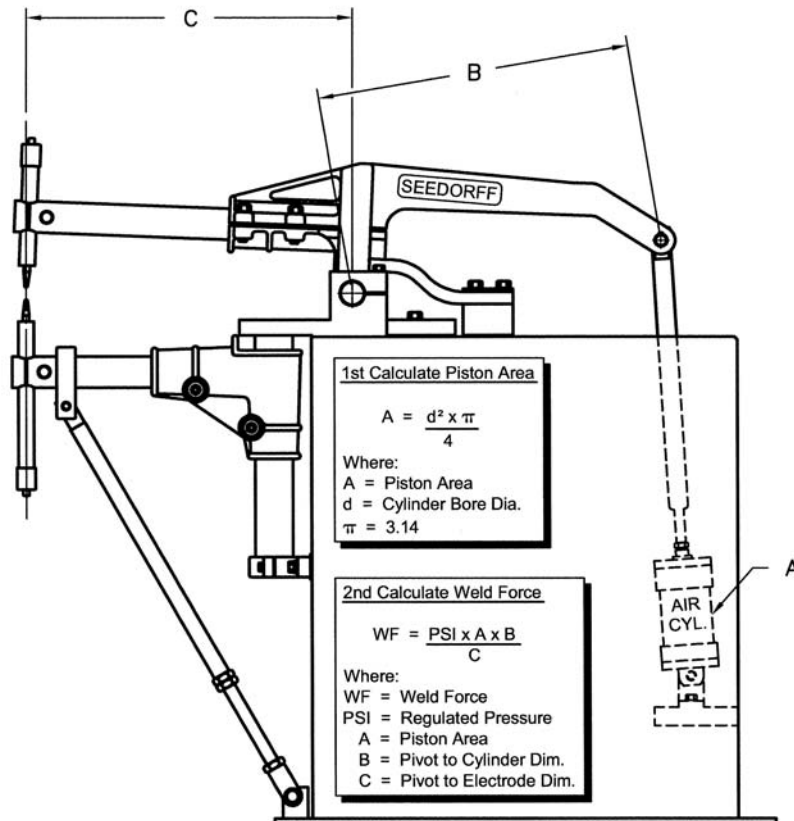 C
B
SEEDORFF
1st Calculate Piston Area
A = d² x π
4
Where:
A = Piston Area
d = Cylinder Bore Dia.
π = 3.14
A
AIR
CYL.
2nd Calculate Weld Force
WF = PSI x A x B
C
Where:
WF = Weld Force
PSI = Regulated Pressure
A = Piston Area
B = Pivot to Cylinder Dim.
C = Pivot to Electrode Dim.